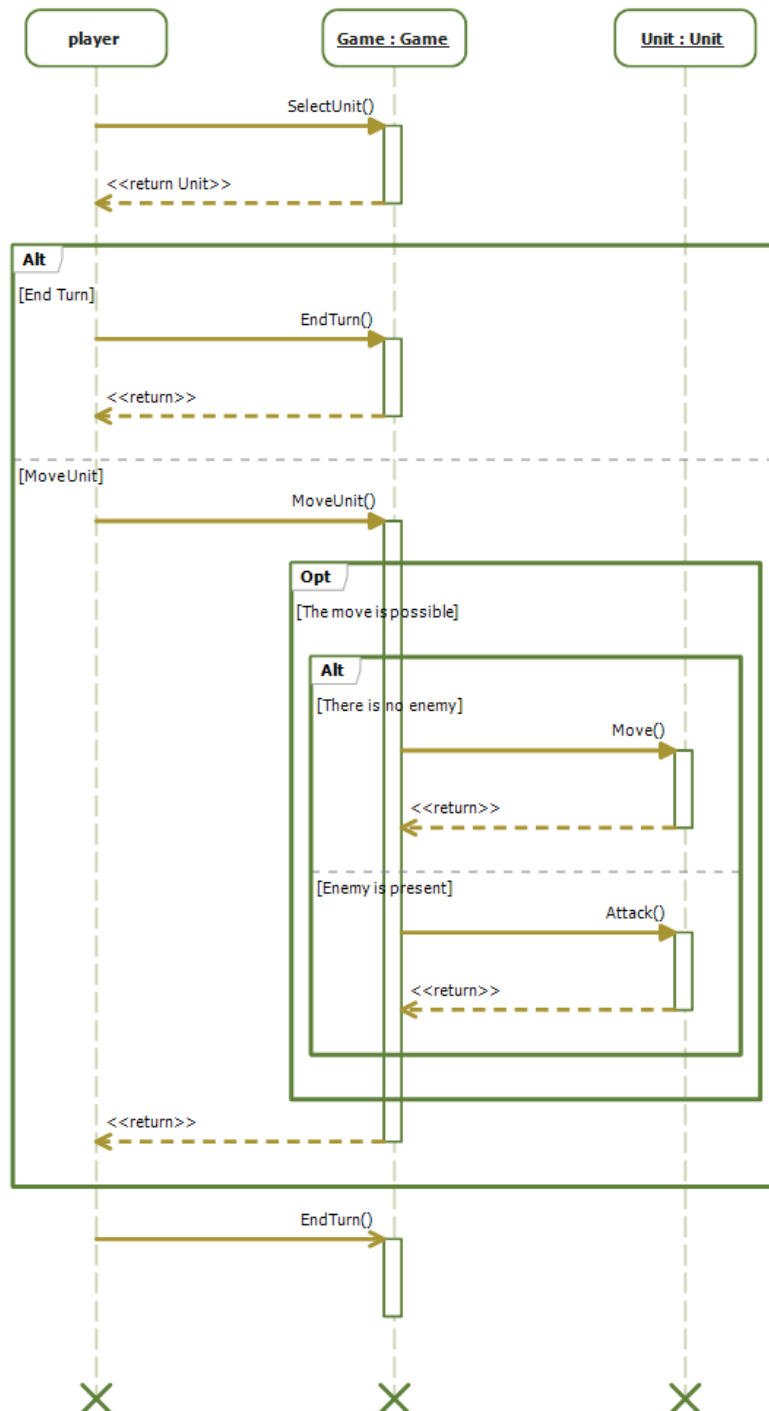 player
Game : Game
Unit : Unit
SelectUnit()
<<return Unit>>
Alt
[End Turn]
EndTurn()
<<return>>
[MoveUnit]
MoveUnit()
Opt
[The move is possible]
Alt
[There is no enemy]
Move()
<<return>>
[Enemy is present]
Attack()
<<return>>
<<return>>
EndTurn()